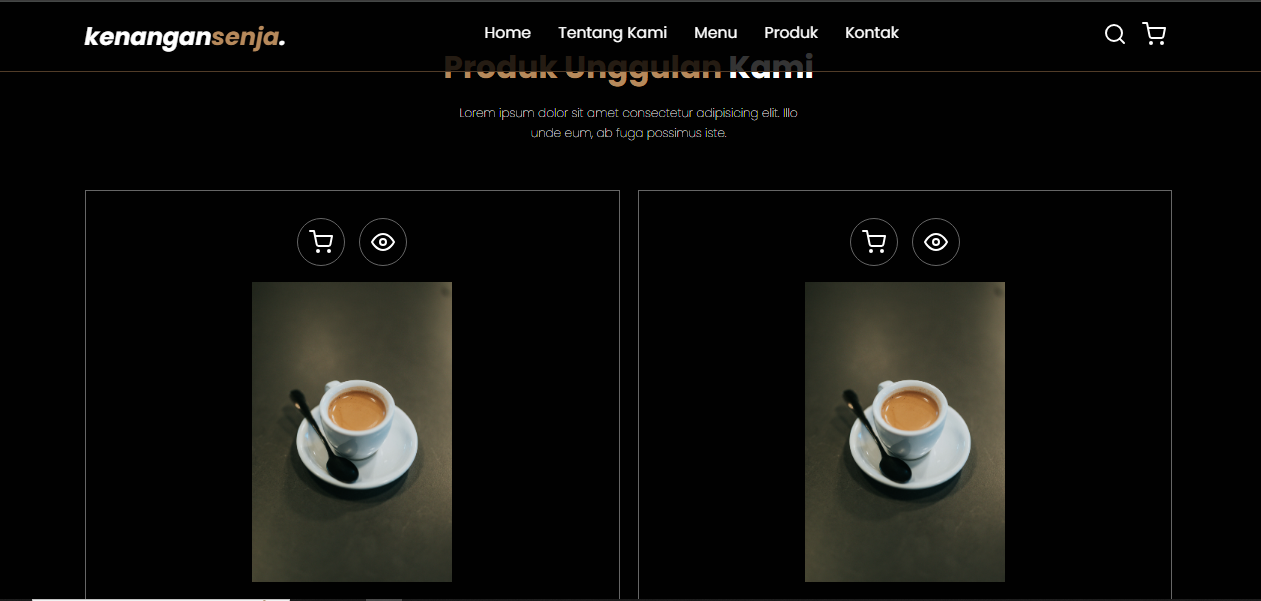 kenangansenja.
Home Tentang Kami Menu Produk Kontak
Produk Unggulan Kami
Lorem ipsum dolor sit amet consectetur adipisicing elit. Illo
unde eum, ab fuga possimus iste.